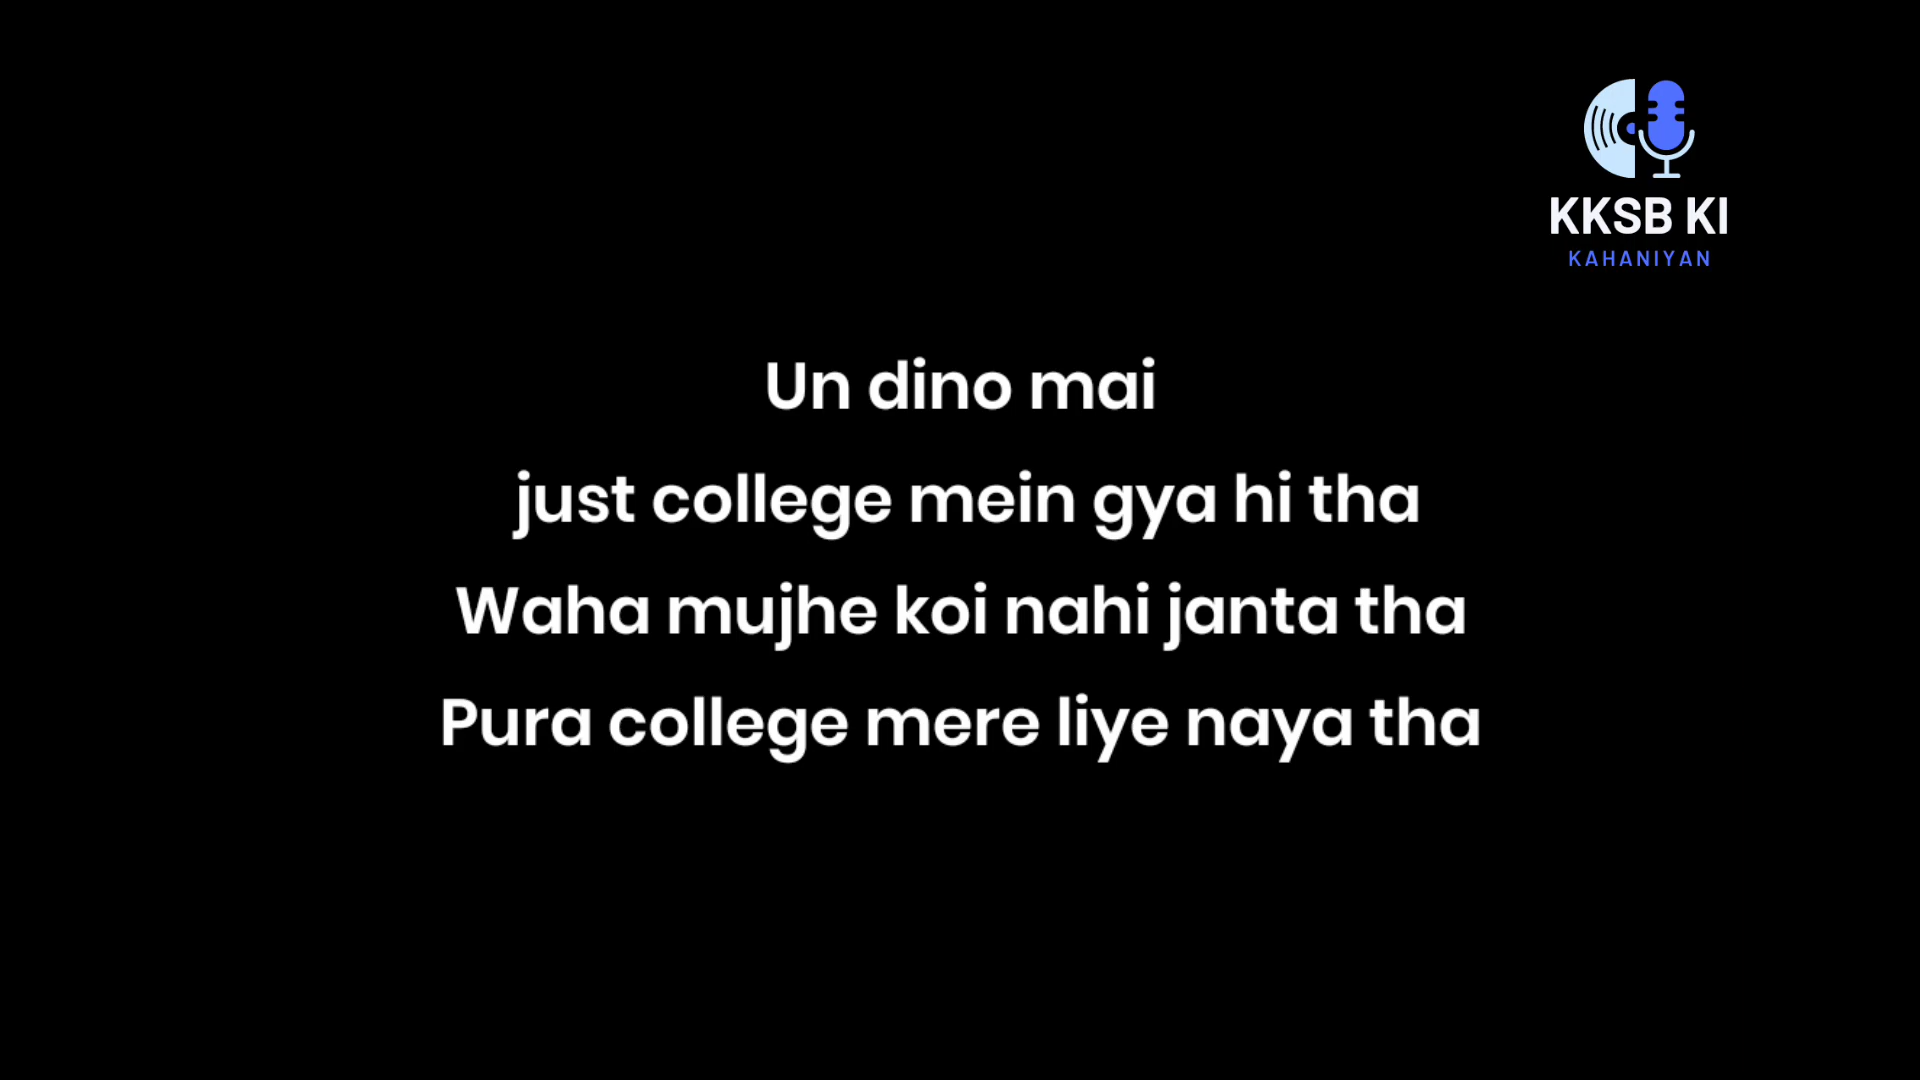 KKSB KI
KAHANIYAN
Un dino mai
just college mein gya hi tha
Waha mujhe koi nahi janta tha
Pura college mere liye naya tha